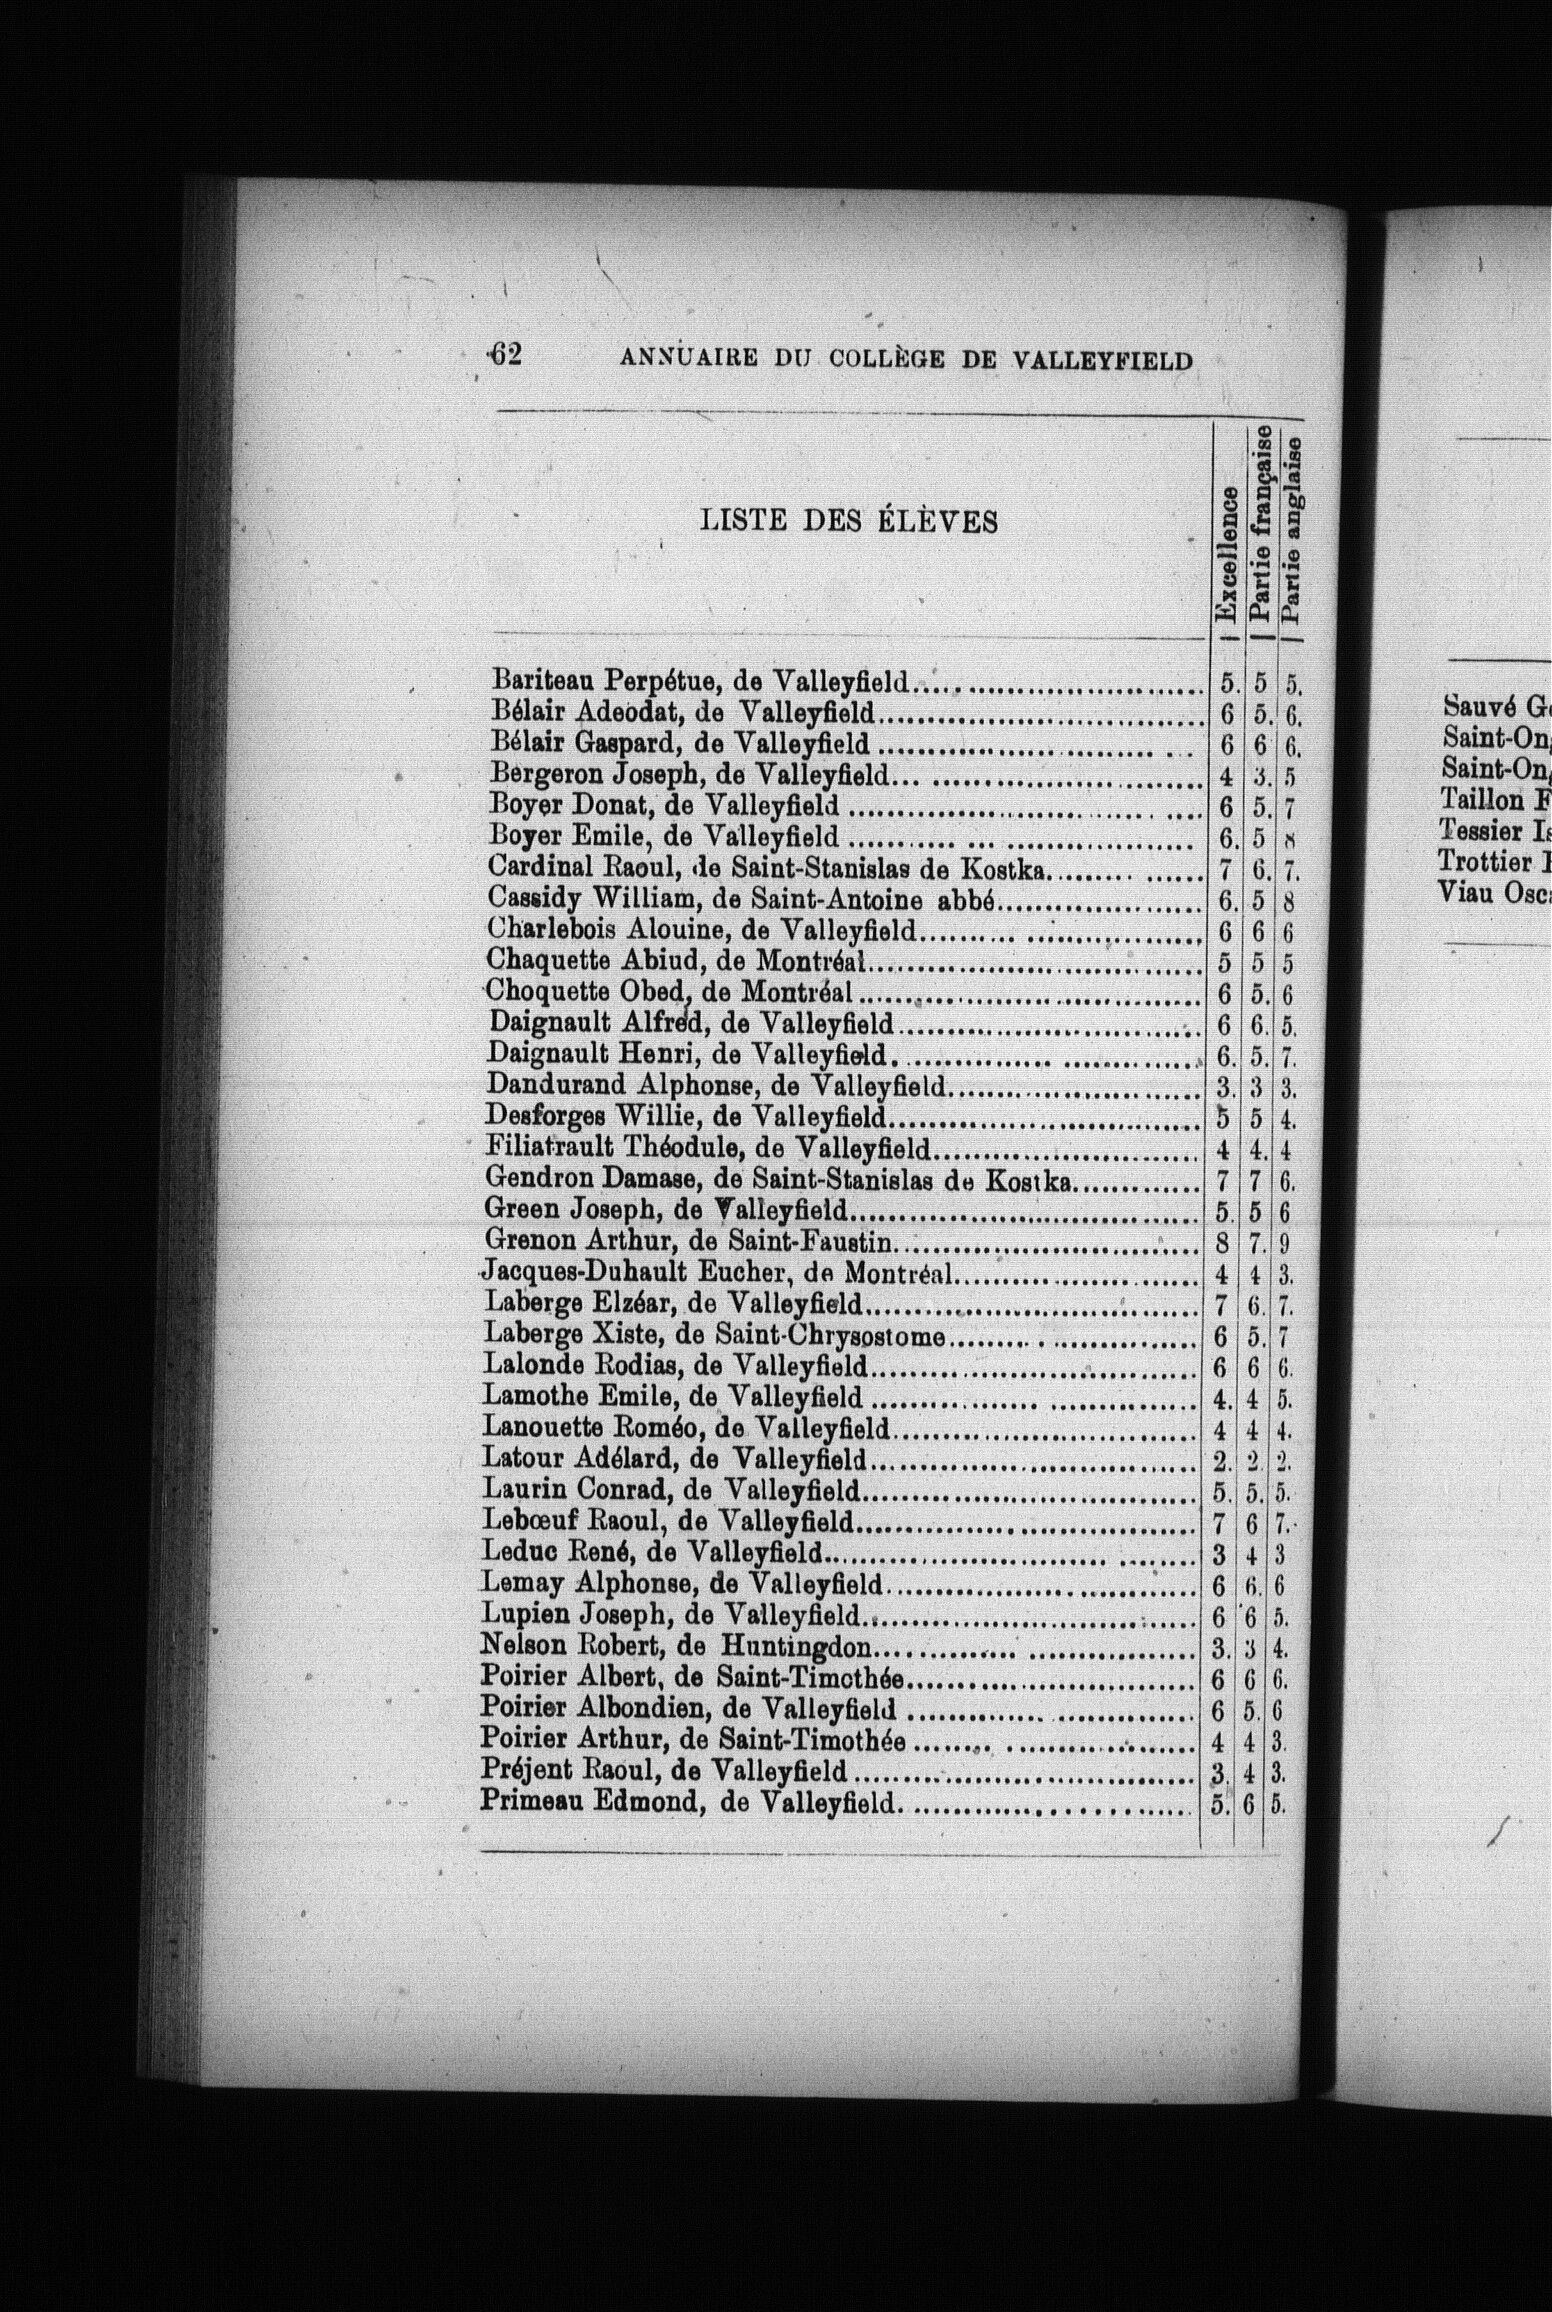 62 ANNUAIRE DU COLLÈGE DE VALLEYFIELD
LISTE DES ÉLÈVES
Excellence
Partie française
Partie anglaise
Bariteau Perpétue, de Valleyfield 5. 5 5.
Bélair Adeodat, de Valleyfield 6 5. 6.
Bélair Gaspard, de Valleyfield 6 6 6.
Bergeron Joseph, de Valleyfield 4 3. 5
Boyer Donat, de Valleyfield 6 5. 7
Boyer Emile, de Valleyfield 6. 5 8
Cardinal Raoul, de Saint-Stanislas de Kostka 7 6. 7.
Cassidy William, de Saint-Antoine abbé 6. 5 8
Charlebois Alouine, de Valleyfield 6 6 6
Chaquette Abiud, de Montréal 5 5 5
Choquette Obed, de Montréal 6 5. 6
Daignault Alfred, de Valleyfield 6 6. 5.
Daignault Henri, de Valleyfield 6. 5. 7.
Dandurand Alphonse, de Valleyfield 3. 3 3.
Desforges Willie, de Valleyfield 5 5 4.
Filiatrault Théodule, de Valleyfield 4 4. 4
Gendron Damase, de Saint-Stanislas de Kostka 7 7 6.
Green Joseph, de Valleyfield 5. 5 6
Grenon Arthur, de Saint-Faustin 8 7. 9
Jacques-Duhault Eucher, de Montréal 4 4 3.
Laberge Elzéar, de Valleyfield 7 6. 7.
Laberge Xiste, de Saint-Chrysostome 6 5. 7
Lalonde Rodias, de Valleyfield 6 6 6.
Lamothe Emile, de Valleyfield 4. 4 5.
Lanouette Roméo, de Valleyfield 4 4 4.
Latour Adélard, de Valleyfield 2. 2. 2.
Laurin Conrad, de Valleyfield 5. 5. 5.
Lebœuf Raoul, de Valleyfield 7 6 7.
Leduc René, de Valleyfield 3 4 3
Lemay Alphonse, de Valleyfield 6 6. 6
Lupien Joseph, de Valleyfield 6 6 5.
Nelson Robert, de Huntingdon 3. 3 4.
Poirier Albert, de Saint-Timothée 6 6 6.
Poirier Albondien, de Valleyfield 6 5. 6
Poirier Arthur, de Saint-Timothée 4 4 3.
Préjent Raoul, de Valleyfield 3. 4 3.
Primeau Edmond, de Valleyfield 5. 6 5.
Sauvé
Taillon
Tessier
Trottier
Viau